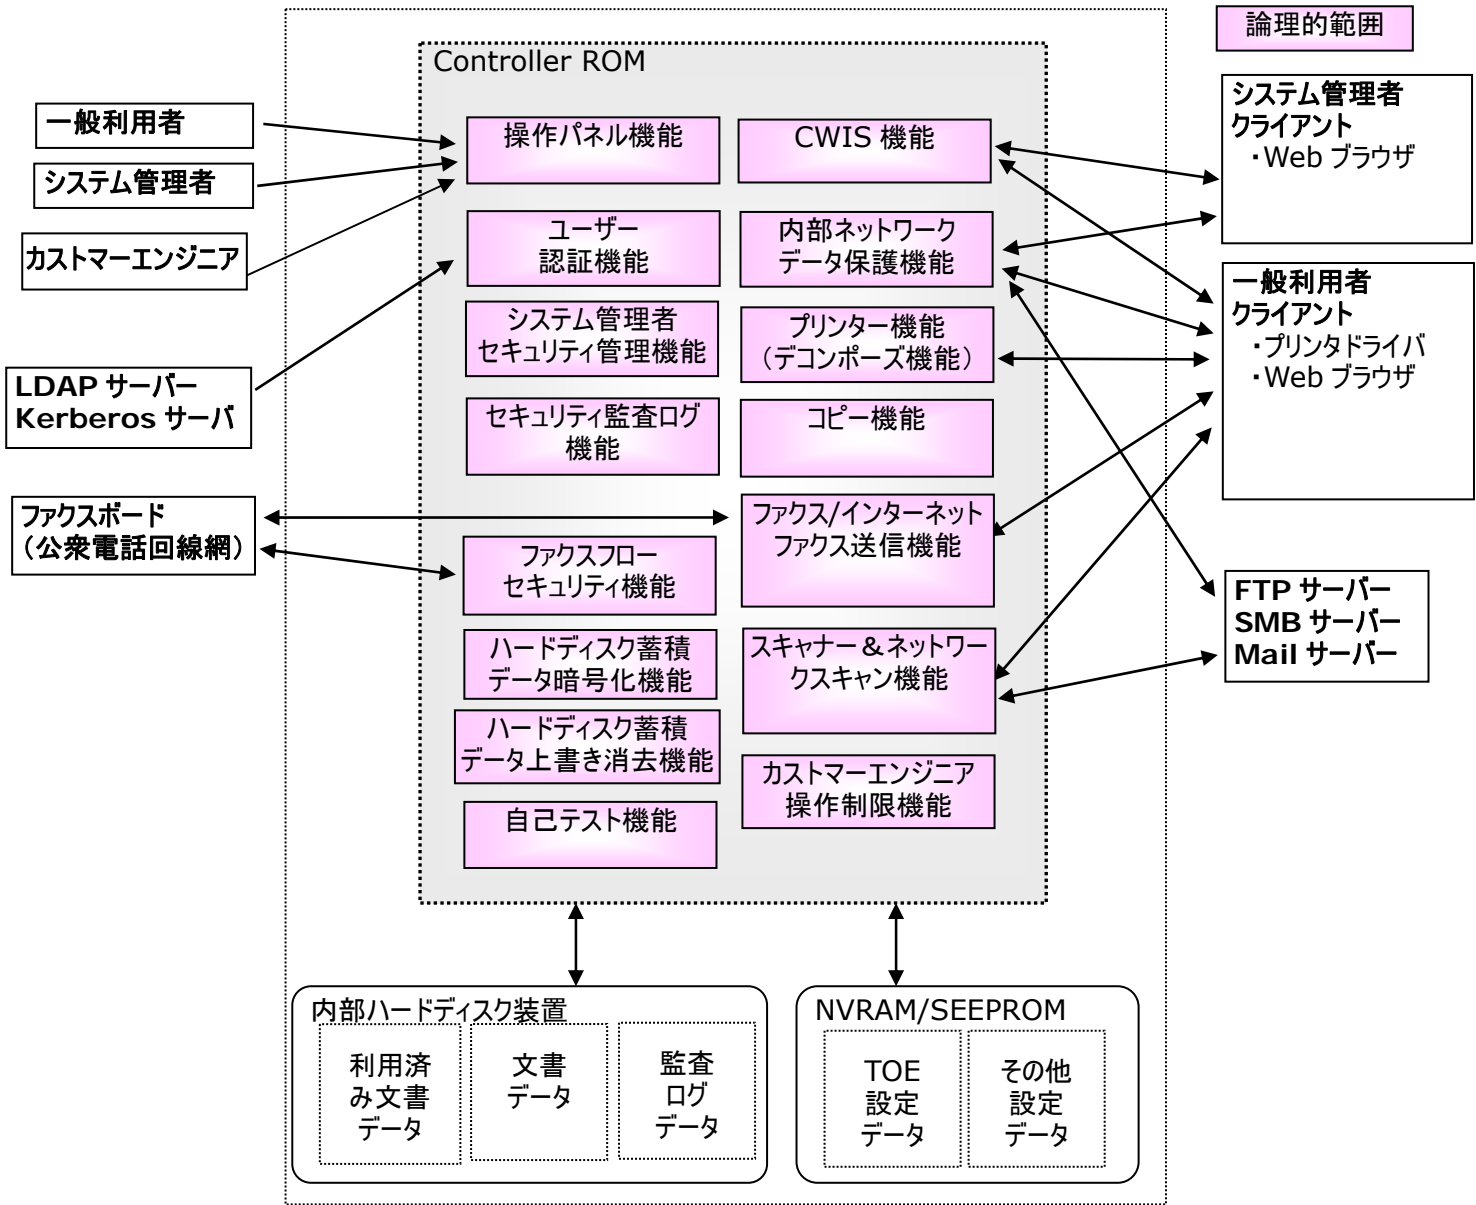 論理的範囲
Controller ROM
一般利用者
システム管理者
カストマーエンジニア
LDAP サーバー
Kerberos サーバ
ファクスボード
（公衆電話回線網）
操作パネル機能
ユーザー
認証機能
システム管理者
セキュリティ管理機能
セキュリティ監査ログ
機能
ファクスフロー
セキュリティ機能
ハードディスク蓄積
データ暗号化機能
ハードディスク蓄積
データ上書き消去機能
自己テスト機能
CWIS 機能
内部ネットワーク
データ保護機能
プリンター機能
（デコンポーズ機能）
コピー機能
ファクス/インターネット
ファクス送信機能
スキャナー＆ネットワー
クスキャン機能
カストマーエンジニア
操作制限機能
システム管理者
クライアント
・Web ブラウザ
一般利用者
クライアント
・プリンタドライバ
・Web ブラウザ
FTP サーバー
SMB サーバー
Mail サーバー
内部ハードディスク装置
利用済
み文書
データ
文書
データ
監査
ログ
データ
NVRAM/SEEPROM
TOE
設定
データ
その他
設定
データ